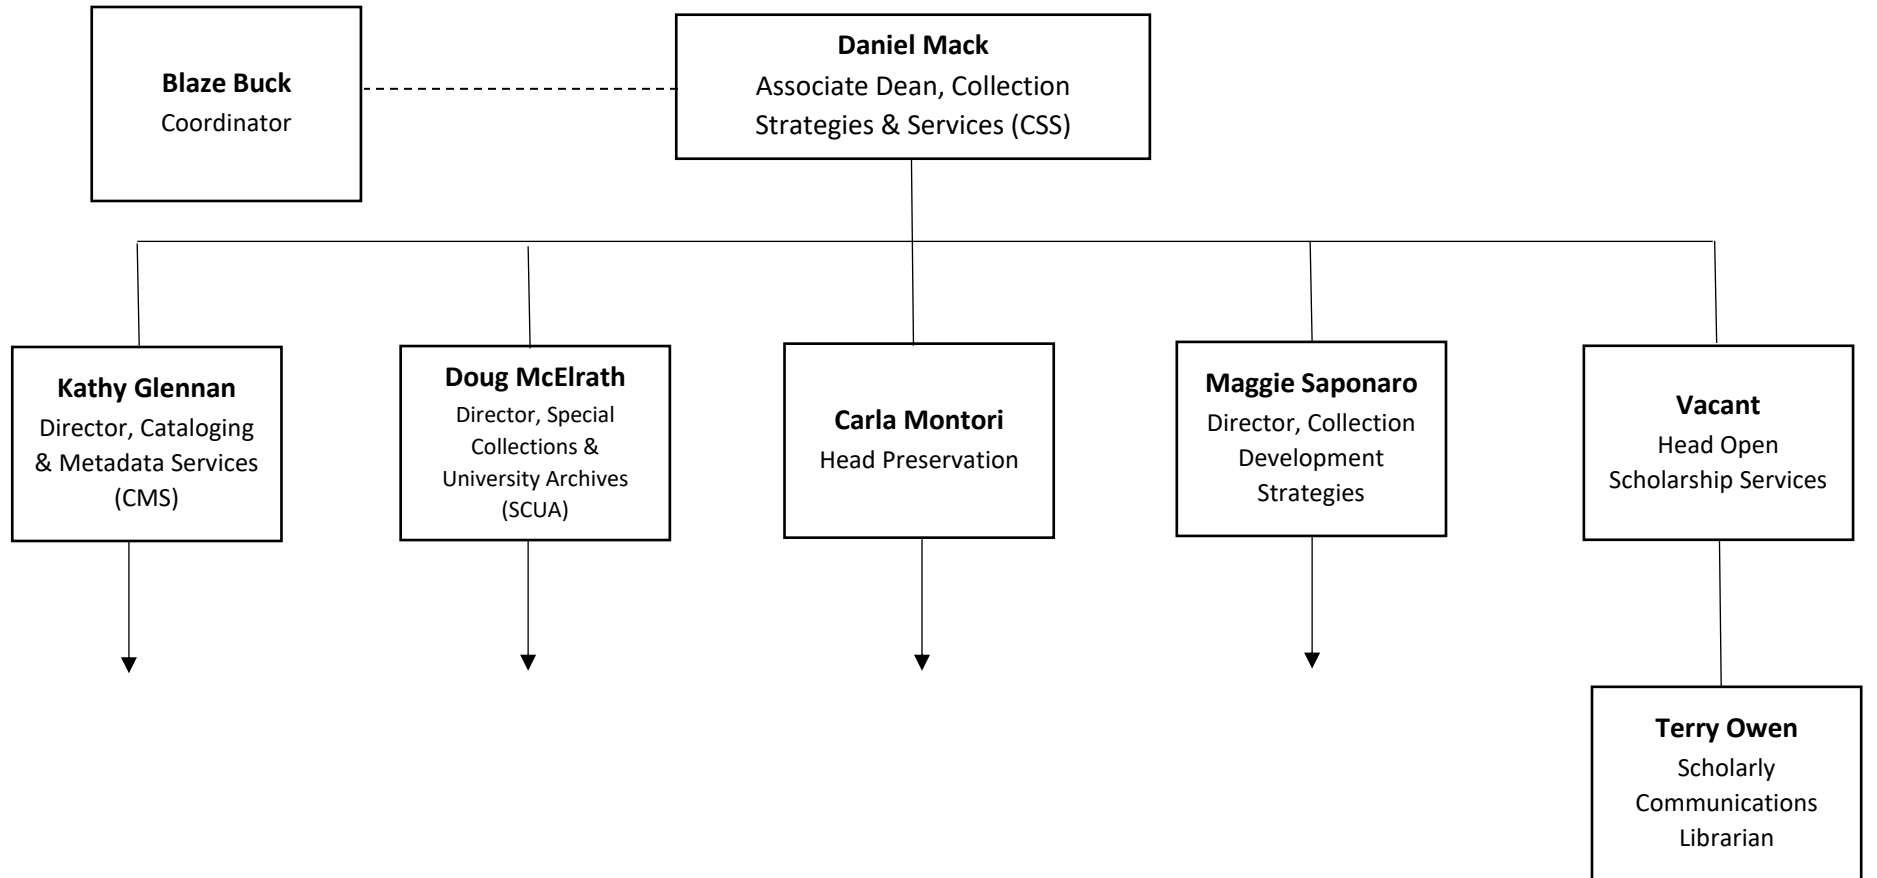 Blaze Buck
Coordinator
Daniel Mack
Associate Dean, Collection
Strategies & Services (CSS)
Kathy Glennan
Director, Cataloging
& Metadata Services
(CMS)
Doug McElrath
Director, Special
Collections &
University Archives
(SCUA)
Carla Montori
Head Preservation
Maggie Saponaro
Director, Collection
Development
Strategies
Vacant
Head Open
Scholarship Services
Terry Owen
Scholarly
Communications
Librarian